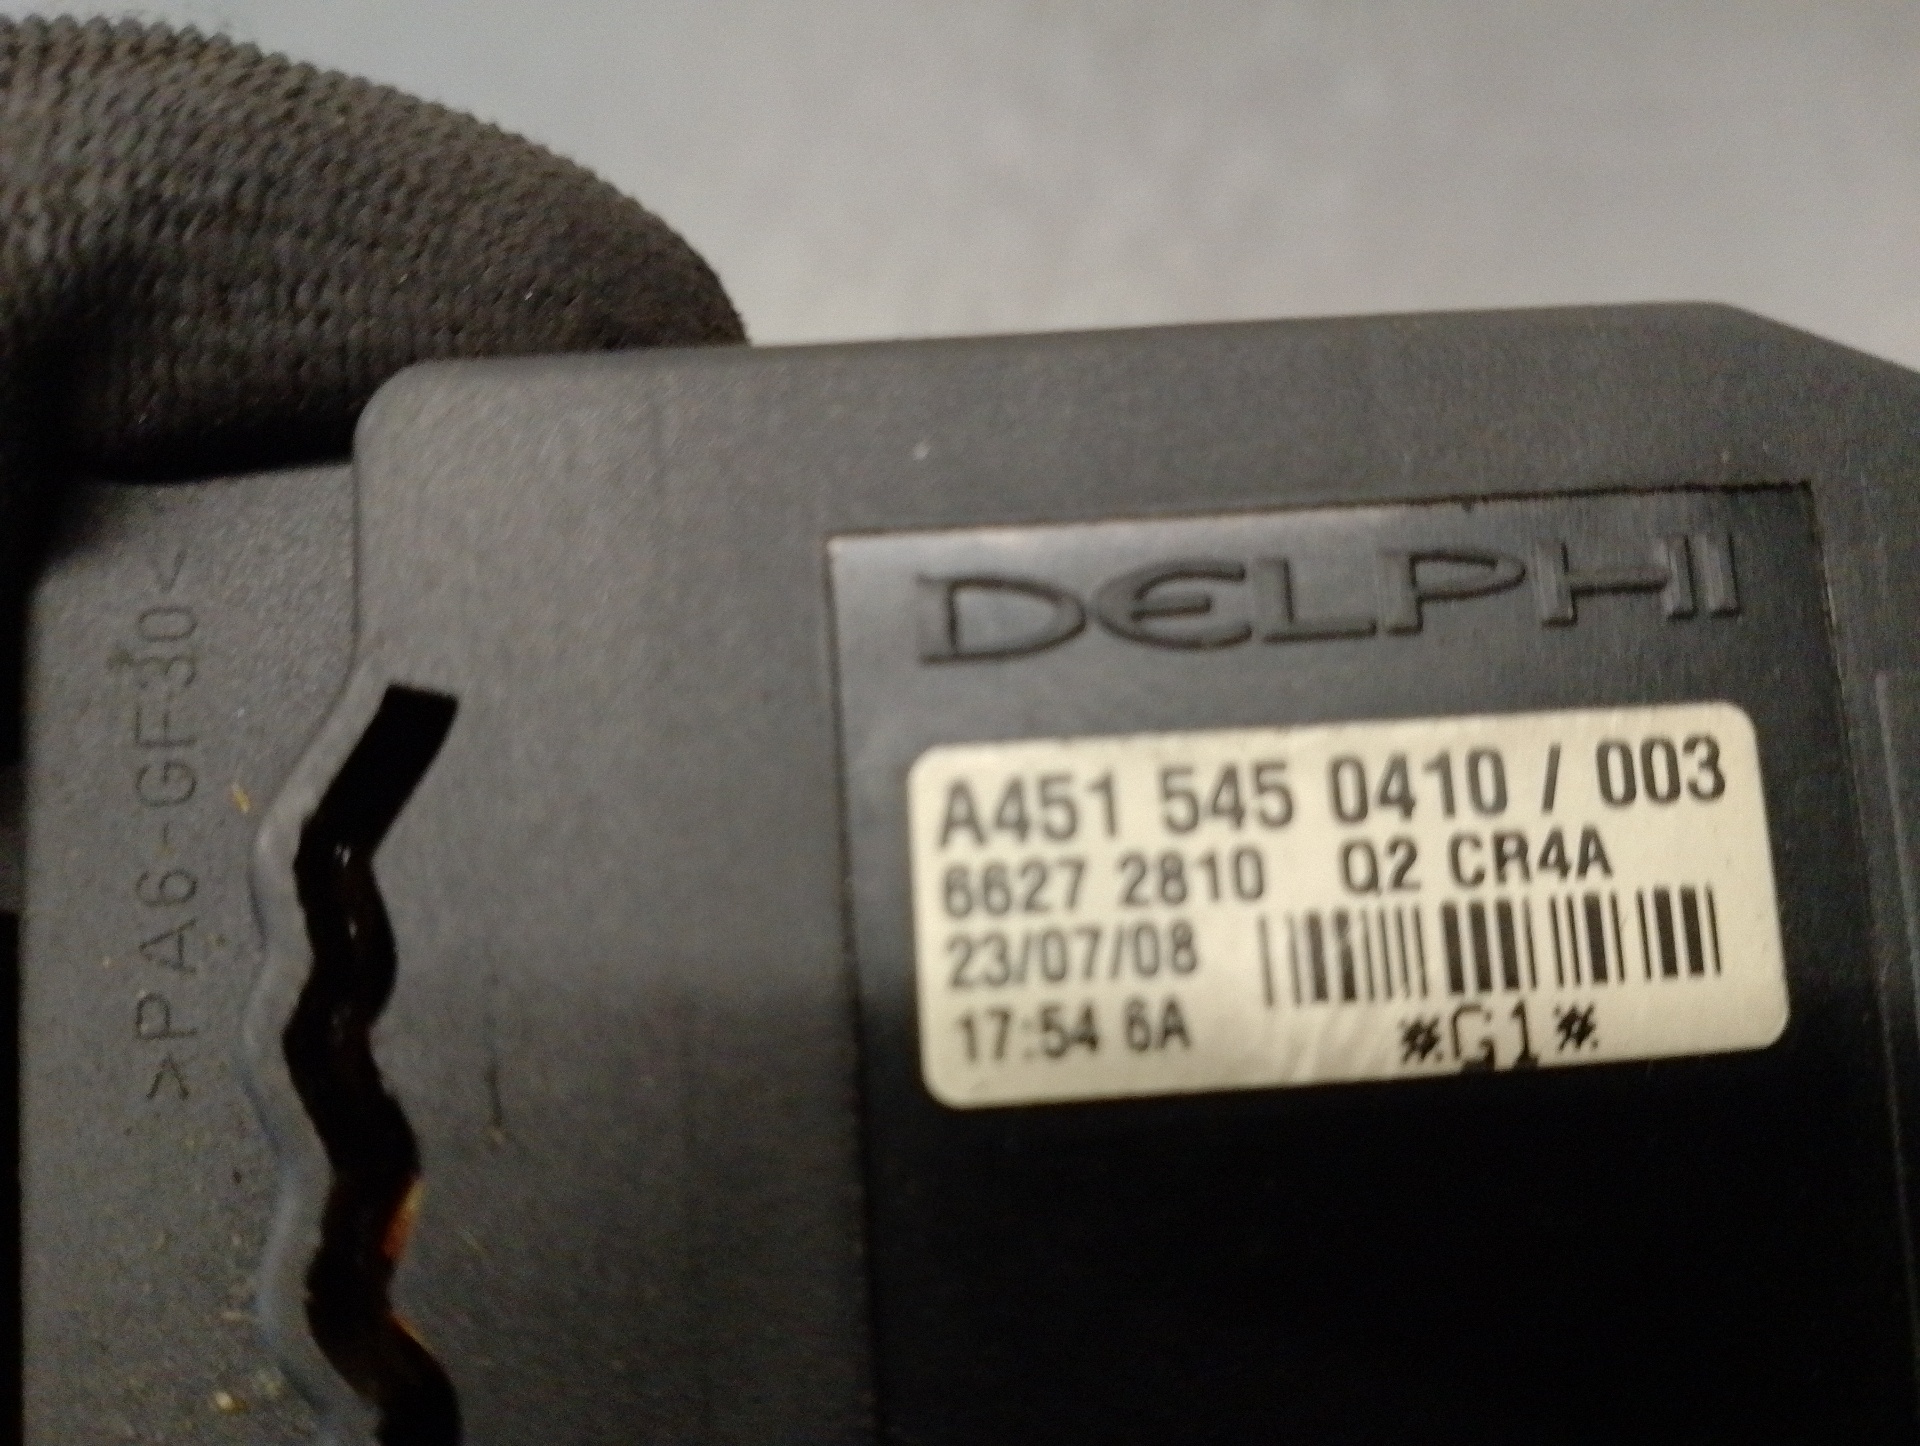 >PA6-GF30<
DELPHI
A451 545 0410 / 003
6627 2810 Q2 CR4A
23/07/08
17:54 6A
*G1*